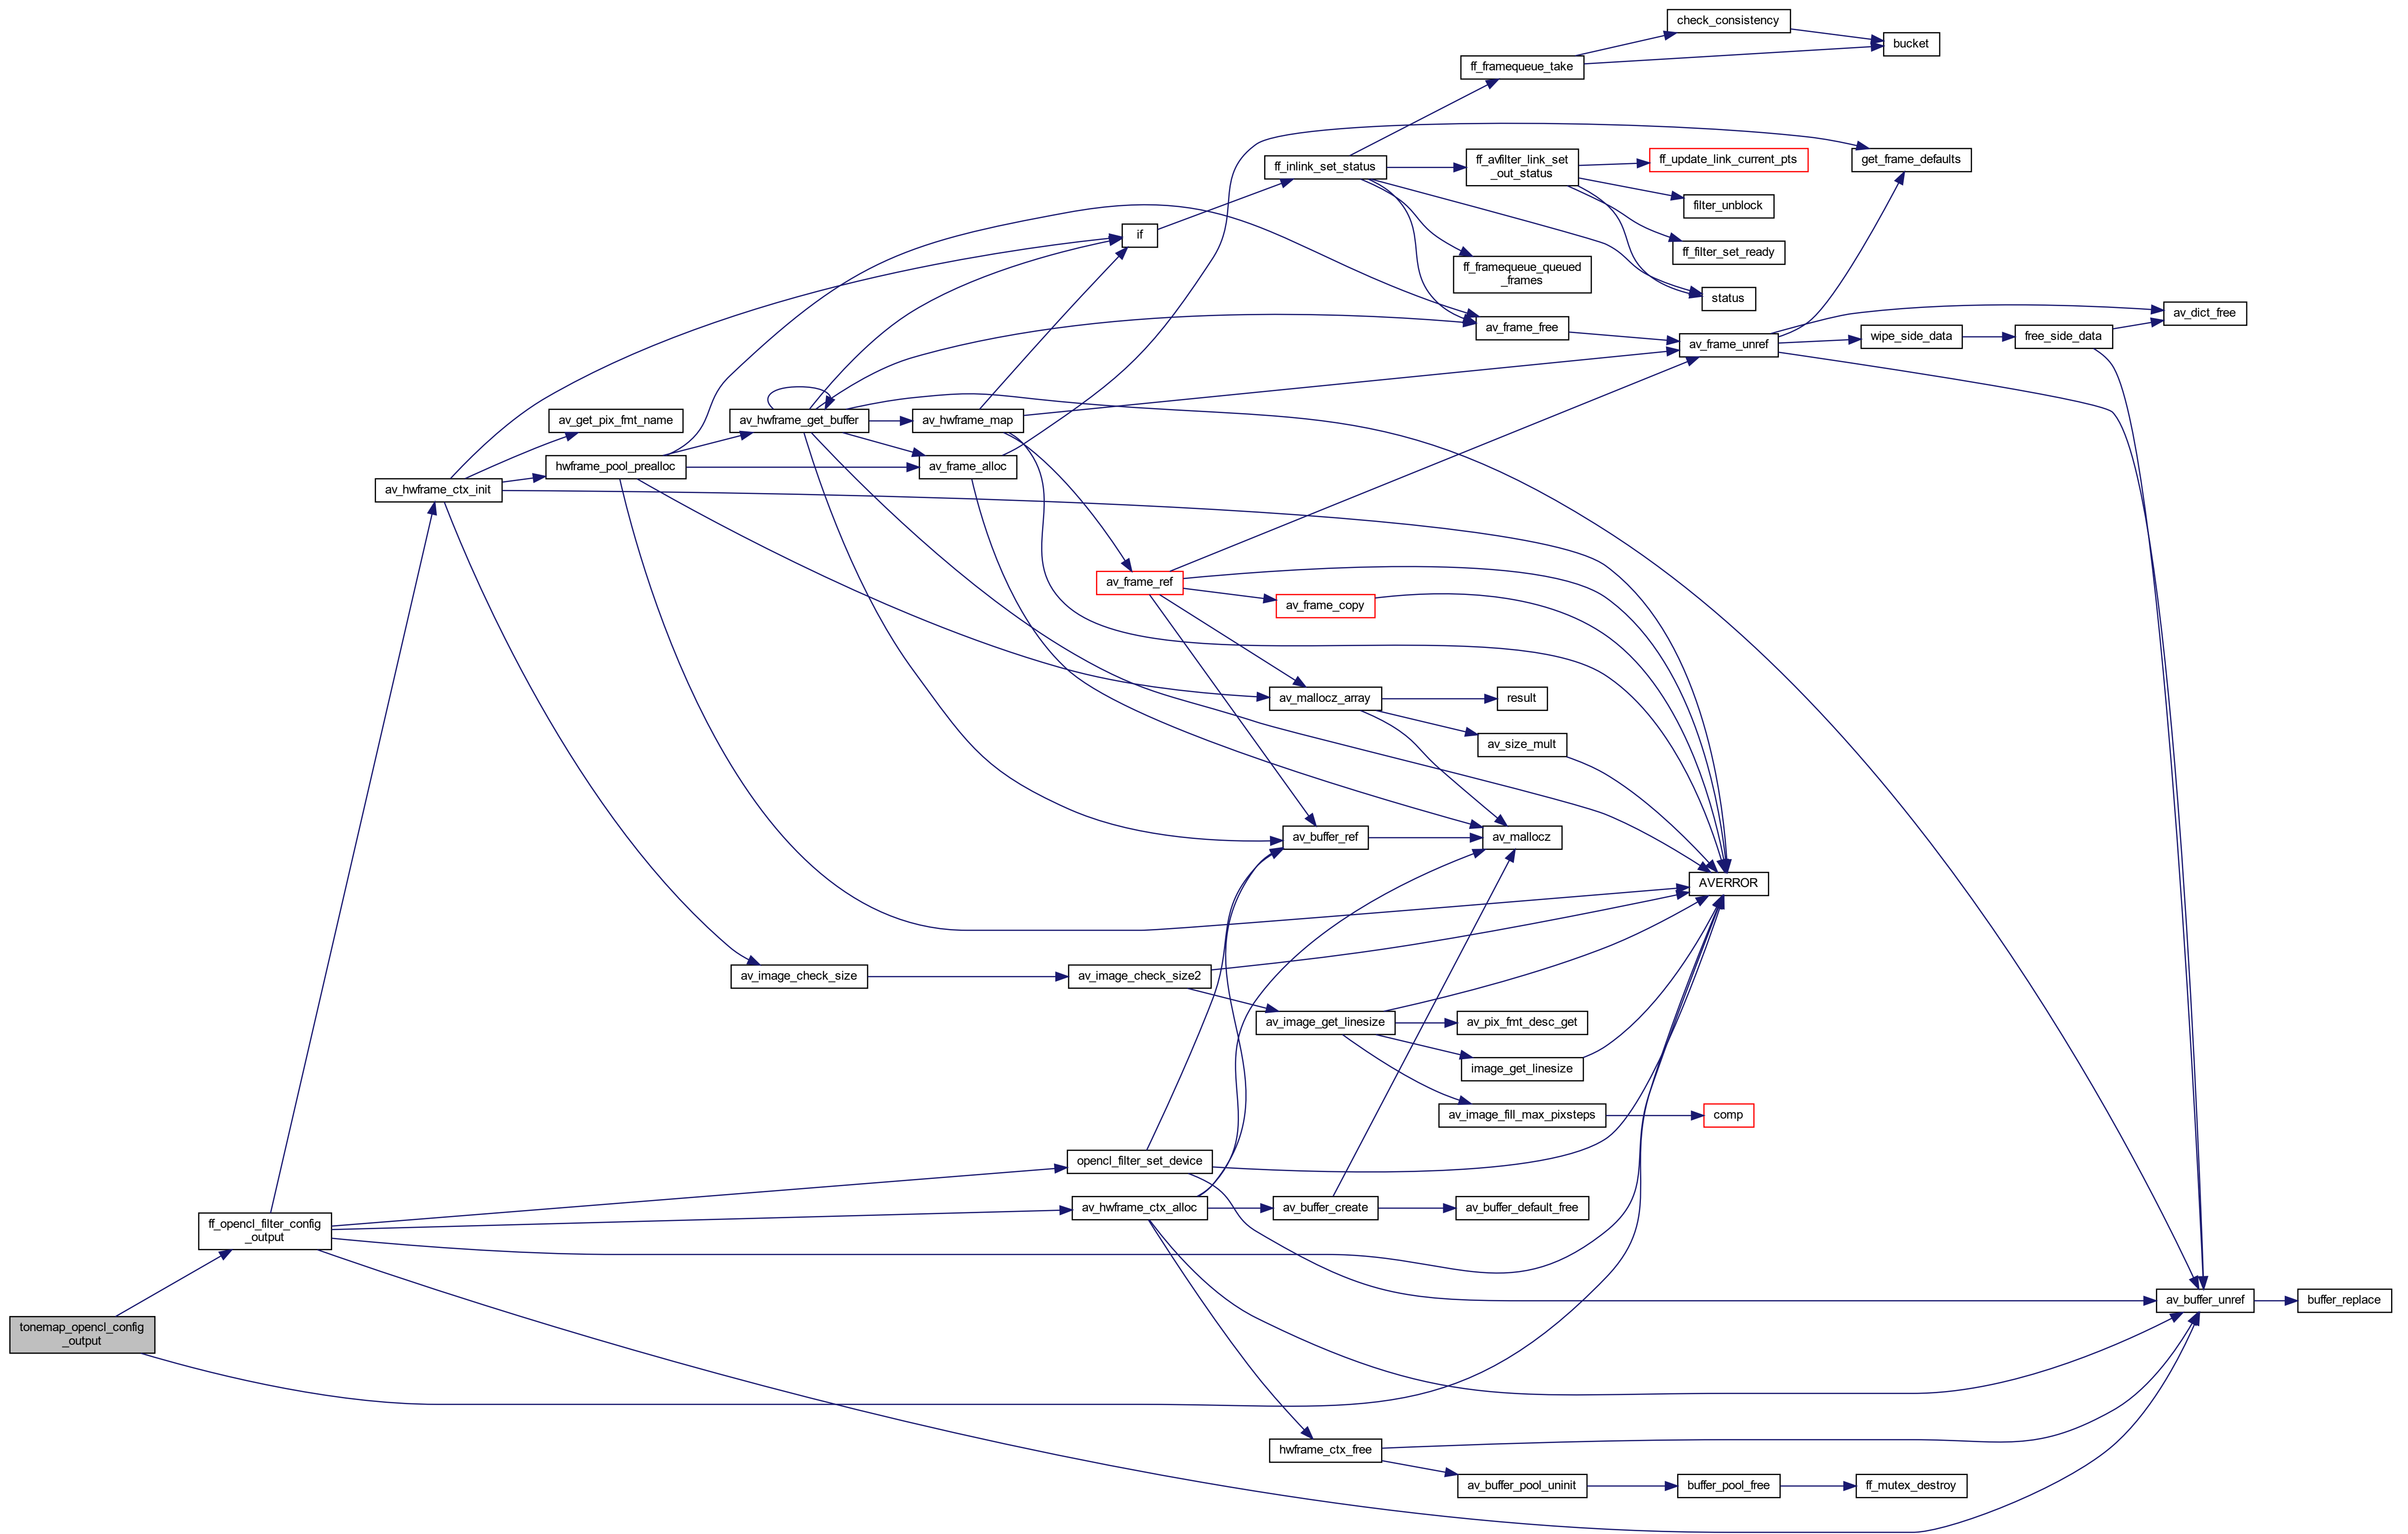 check_consistency
bucket
ff_framequeue_take
ff_inlink_set_status
ff_avfilter_link_set
_out_status
ff_update_link_current_pts
get_frame_defaults
filter_unblock
if
ff_filter_set_ready
ff_framequeue_queued
_frames
status
av_dict_free
av_frame_free
av_frame_unref
wipe_side_data
free_side_data
av_get_pix_fmt_name
av_hwframe_get_buffer
av_hwframe_map
hwframe_pool_prealloc
av_frame_alloc
av_hwframe_ctx_init
av_frame_ref
av_frame_copy
av_mallocz_array
result
av_size_mult
av_buffer_ref
av_mallocz
AVERROR
av_image_check_size
av_image_check_size2
av_image_get_linesize
av_pix_fmt_desc_get
image_get_linesize
av_image_fill_max_pixsteps
comp
opencl_filter_set_device
av_hwframe_ctx_alloc
av_buffer_create
av_buffer_default_free
ff_opencl_filter_config
_output
av_buffer_unref
buffer_replace
tonemap_opencl_config
_output
hwframe_ctx_free
av_buffer_pool_uninit
buffer_pool_free
ff_mutex_destroy